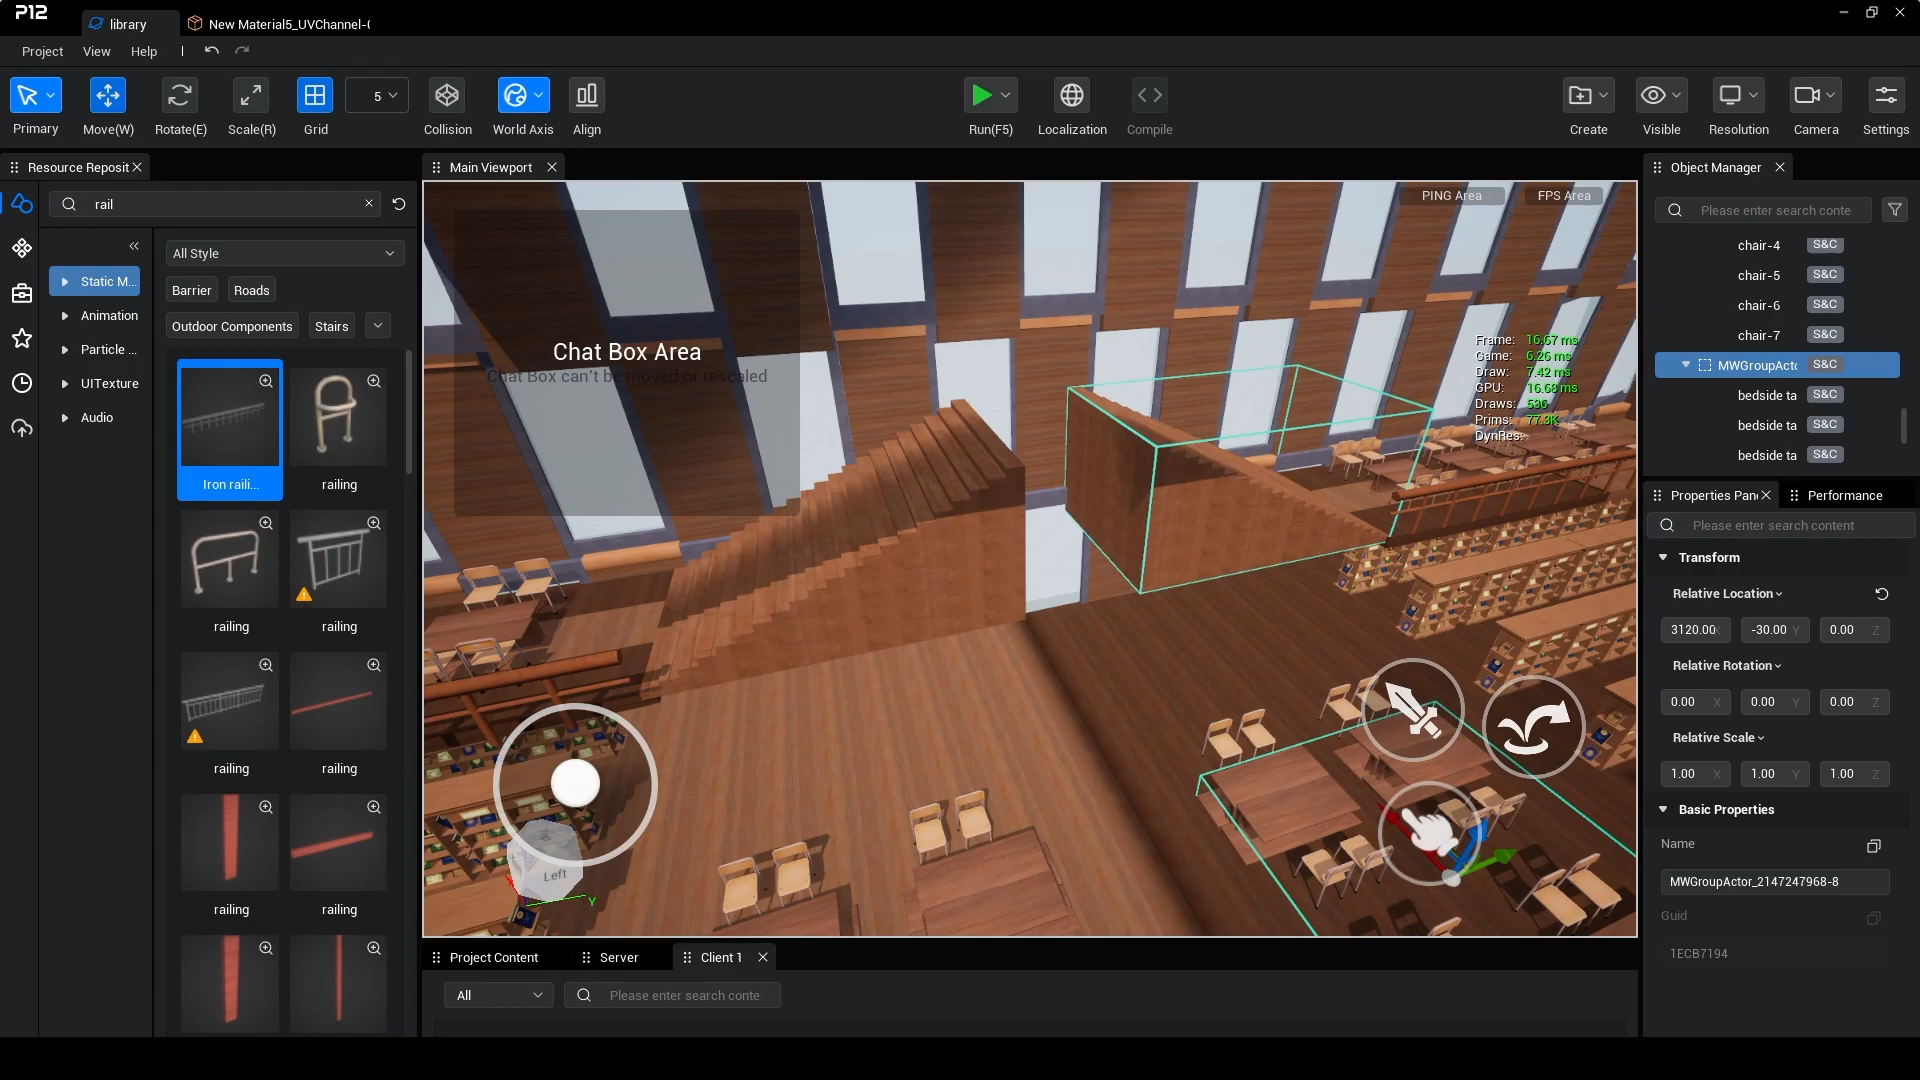 P12
library
New Material5_UVChannel-
Project
View
Help
Primary
Move(W)
Rotate(E)
Scale(R)
Grid
5
Collision
World Axis
Align
Run(F5)
Localization
Compile
Create
Visible
Resolution
Camera
Settings
Resource Reposit
rail
Static M...
Animation
Particle ...
UITexture
Audio
All Style
Barrier
Roads
Outdoor Components
Stairs
Iron raili...
railing
railing
railing
railing
railing
railing
railing
Main Viewport
PING Area
FPS Area
Chat Box Area
Chat Box can't be moved or rescaled
Frame: 16.67 ms
Game: 6.26 ms
Draw: 7.42 ms
GPU: 16.68 ms
Draws:
Prims: 77.3K
DynRes:
Left
X
Y
Project Content
Server
Client 1
All
Please enter search conte
Object Manager
Please enter search conte
chair-4 S&C
chair-5 S&C
chair-6 S&C
chair-7 S&C
MWGroupActo S&C
bedside ta S&C
bedside ta S&C
bedside ta S&C
Properties Pan
Performance
Please enter search content
Transform
Relative Location
3120.00 X
-30.00 Y
0.00 Z
Relative Rotation
0.00 X
0.00 Y
0.00 Z
Relative Scale
1.00 X
1.00 Y
1.00 Z
Basic Properties
Name
MWGroupActor_2147247968-8
Guid
1ECB7194